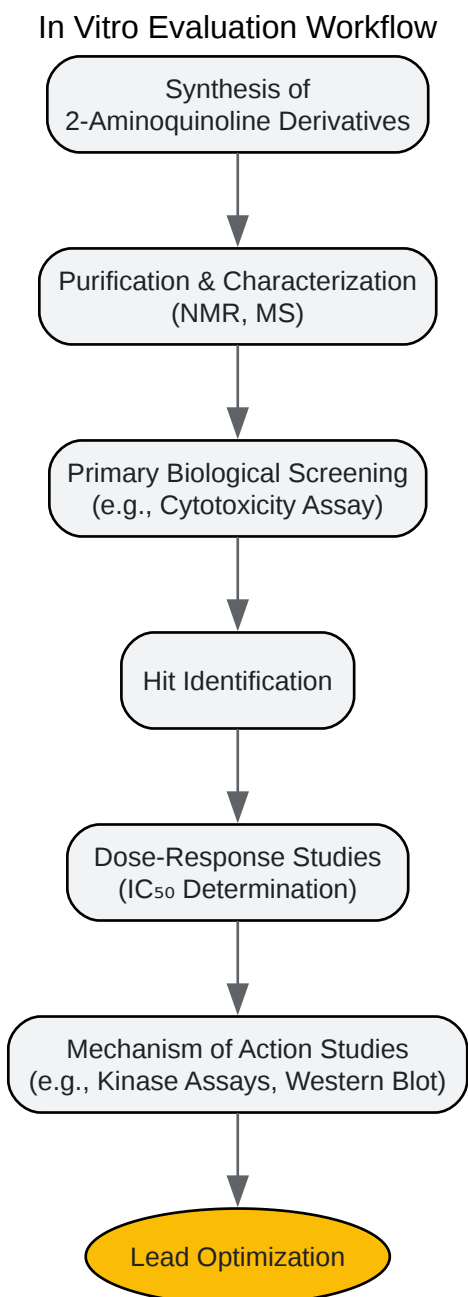 In Vitro Evaluation Workflow
Synthesis of
2-Aminoquinoline Derivatives
Purification & Characterization
(NMR, MS)
Primary Biological Screening
(e.g., Cytotoxicity Assay)
Hit Identification
Dose-Response Studies
(IC₅₀ Determination)
Mechanism of Action Studies
(e.g., Kinase Assays, Western Blot)
Lead Optimization